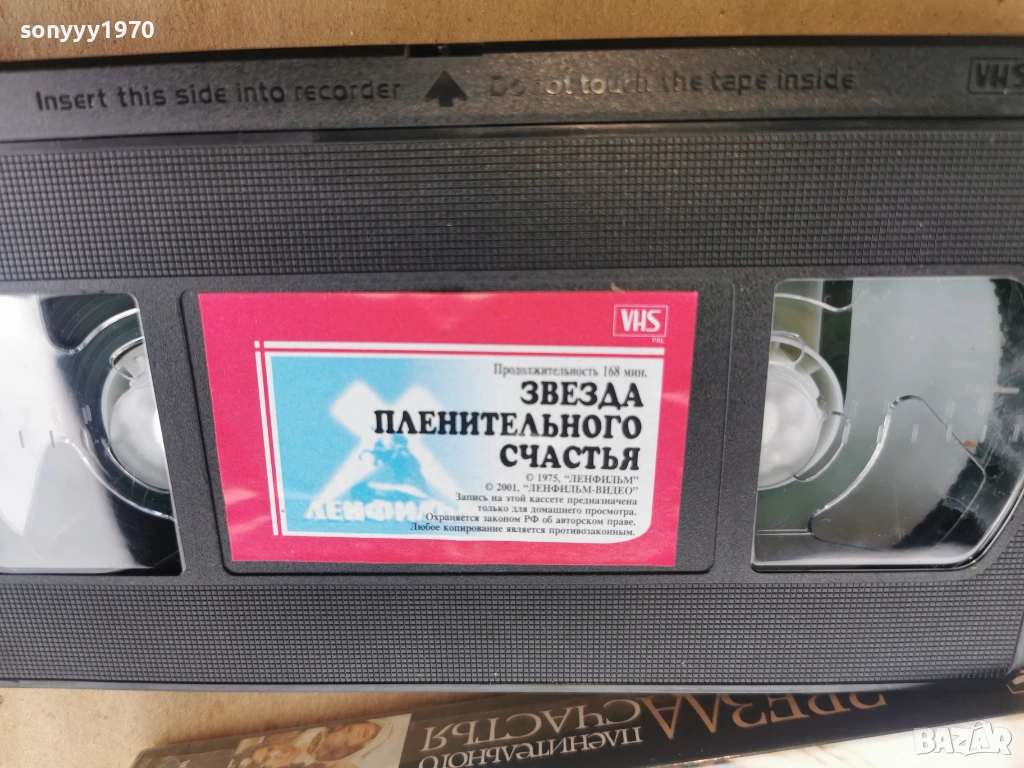 sonyyy1970
Insert this side into recorder Do not touch the tape inside
VHS
VHS
PAL
Продолжительность 168 мин.
ЗВЕЗДА
ПЛЕНИТЕЛЬНОГО
СЧАСТЬЯ
© 1975, "ЛЕНФИЛЬМ"
© 2001, "ЛЕНФИЛЬМ-ВИДЕО"
Запись на этой кассете предназначена
только для домашнего просмотра.
Охраняется законом РФ об авторском праве.
Любое копирование является противозаконным.
ЛЕНФИЛЬМ
ЗВЕЗДА
ПЛЕНИТЕЛЬНОГО
СЧАСТЬЯ
BAZAR